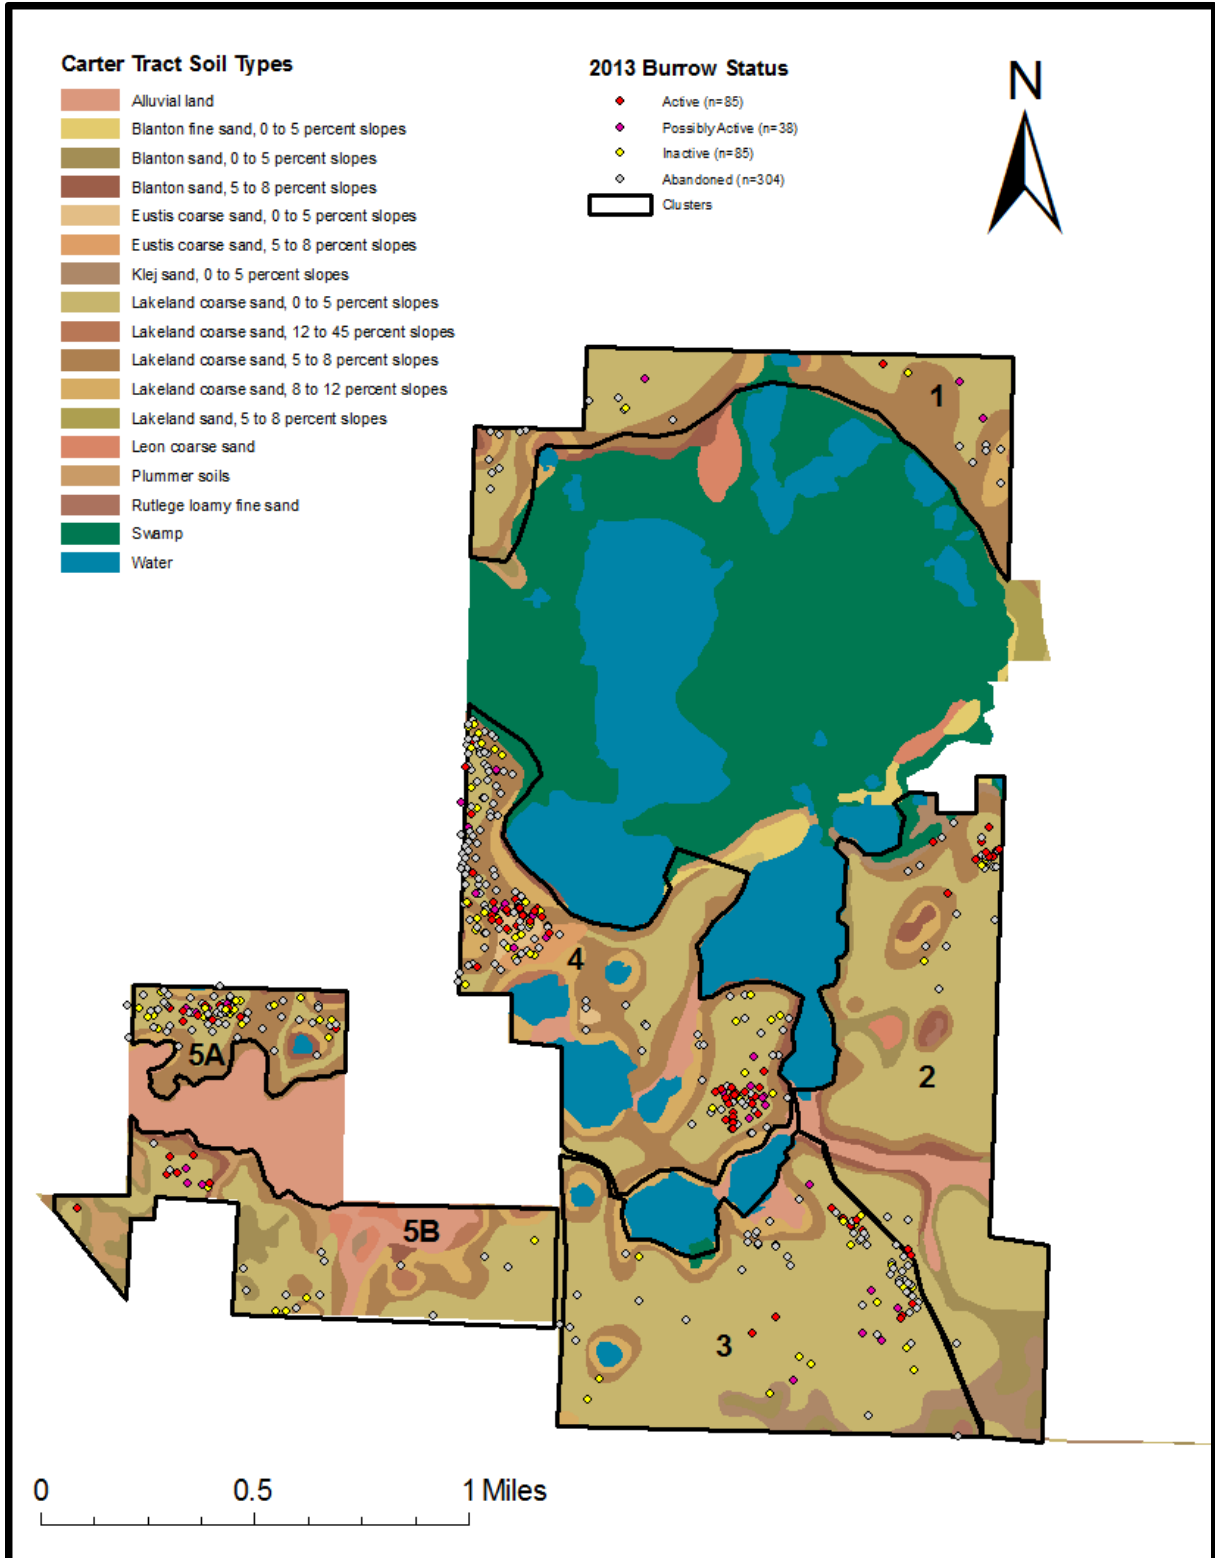 Carter Tract Soil Types
Alluvial land
Blanton fine sand, 0 to 5 percent slopes
Blanton sand, 0 to 5 percent slopes
Blanton sand, 5 to 8 percent slopes
Eustis coarse sand, 0 to 5 percent slopes
Eustis coarse sand, 5 to 8 percent slopes
Klej sand, 0 to 5 percent slopes
Lakeland coarse sand, 0 to 5 percent slopes
Lakeland coarse sand, 12 to 45 percent slopes
Lakeland coarse sand, 5 to 8 percent slopes
Lakeland coarse sand, 8 to 12 percent slopes
Lakeland sand, 5 to 8 percent slopes
Leon coarse sand
Plummer soils
Rutlege loamy fine sand
Swamp
Water
2013 Burrow Status
Active (n=85)
Possibly Active (n=38)
Inactive (n=85)
Abandoned (n=304)
Clusters
N
1
4
5A
2
5B
3
0 0.5 1 Miles